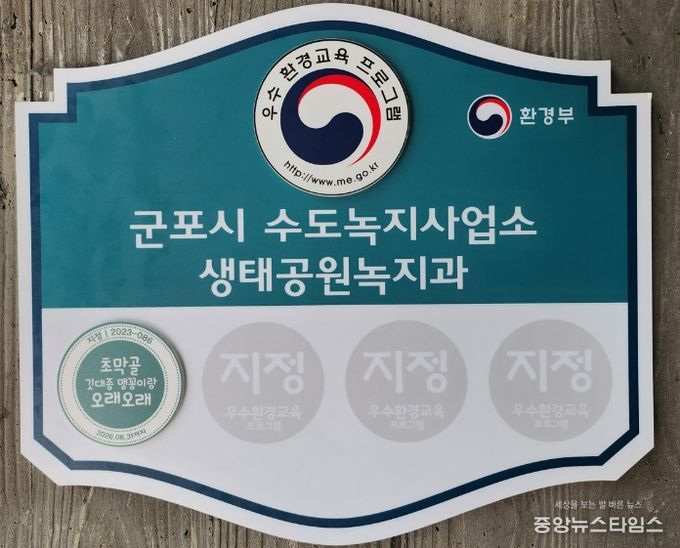 우수 환경교육 프로그램
http://www.me.go.kr
환경부
군포시 수도녹지사업소
생태공원녹지과
지정 | 2023-086
초막골
깃대종 맹꽁이랑
오래오래
2026.08.31까지
지정
우수환경교육
프로그램
지정
우수환경교육
프로그램
지정
우수환경교육
프로그램
세상을 보는 발 바른 뉴스
중앙뉴스타임스